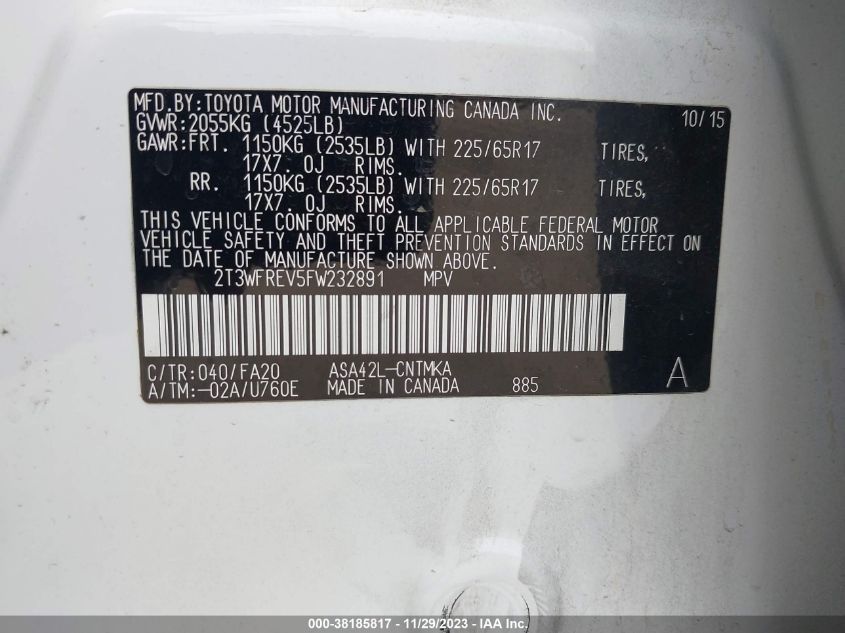 MFD.BY:TOYOTA MOTOR MANUFACTURING CANADA INC. 10/15
GVWR:2055KG (4525LB)
GAWR:FRT. 1150KG (2535LB) WITH 225/65R17 TIRES,
17X7. 0J RIMS.
RR. 1150KG (2535LB) WITH 225/65R17 TIRES,
17X7. 0J RIMS.
THIS VEHICLE CONFORMS TO ALL APPLICABLE FEDERAL MOTOR
VEHICLE SAFETY AND THEFT PREVENTION STANDARDS IN EFFECT ON
THE DATE OF MANUFACTURE SHOWN ABOVE.
2T3WFREV5FW232891 MPV
C/TR:040/FA20 ASA42L-CNTMKA
A/TM:-02A/U760E MADE IN CANADA 885 A
000-38185817 - 11/29/2023 - IAA Inc.